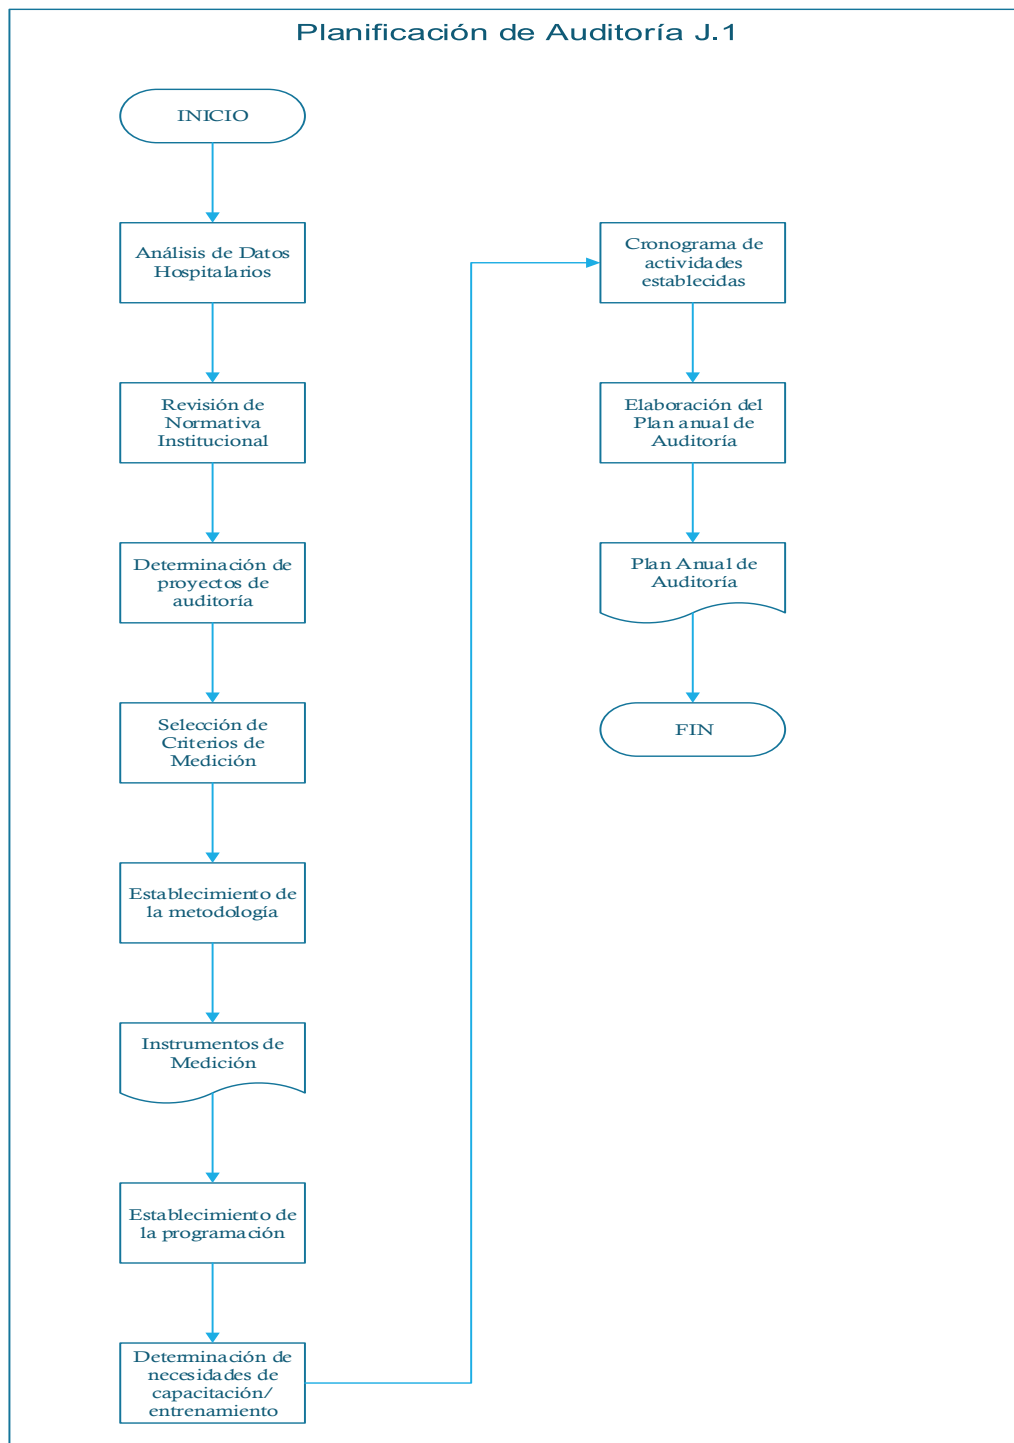 Planificación de Auditoría J.1
INICIO
Análisis de Datos
Hospitalarios
Revisión de
Normativa
Institucional
Determinación de
proyectos de
auditoría
Selección de
Criterios de
Medición
Establecimiento de
la metodología
Instrumentos de
Medición
Establecimiento de
la programación
Determinación de
necesidades de
capacitación/
entrenamiento
Cronograma de
actividades
establecidas
Elaboración del
Plan anual de
Auditoría
Plan Anual de
Auditoría
FIN